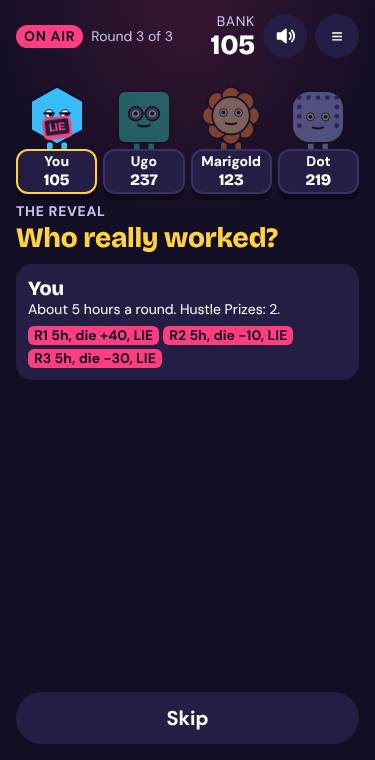 ON AIR
Round 3 of 3
BANK
105
LIE
You
105
Ugo
237
Marigold
123
Dot
219
THE REVEAL
Who really worked?
You
About 5 hours a round. Hustle Prizes: 2.
R1 5h, die +40, LIE
R2 5h, die −10, LIE
R3 5h, die −30, LIE
Skip